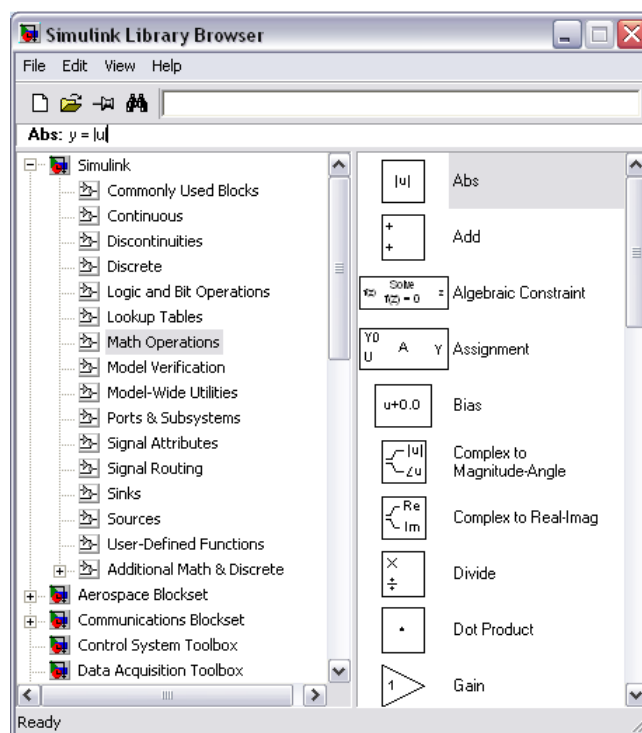 Simulink Library Browser
File Edit View Help
Abs: y = |u|
Simulink
Commonly Used Blocks
Continuous
Discontinuities
Discrete
Logic and Bit Operations
Lookup Tables
Math Operations
Model Verification
Model-Wide Utilities
Ports & Subsystems
Signal Attributes
Signal Routing
Sinks
Sources
User-Defined Functions
Additional Math & Discrete
Aerospace Blockset
Communications Blockset
Control System Toolbox
Data Acquisition Toolbox
|u| Abs
+
+
Add
f(z) Solve f(z) = 0 z Algebraic Constraint
Y0
U A Y Assignment
u+0.0 Bias
|u|
∠u
Complex to
Magnitude-Angle
Re
Im
Complex to Real-Imag
×
÷
Divide
Dot Product
1 Gain
Ready